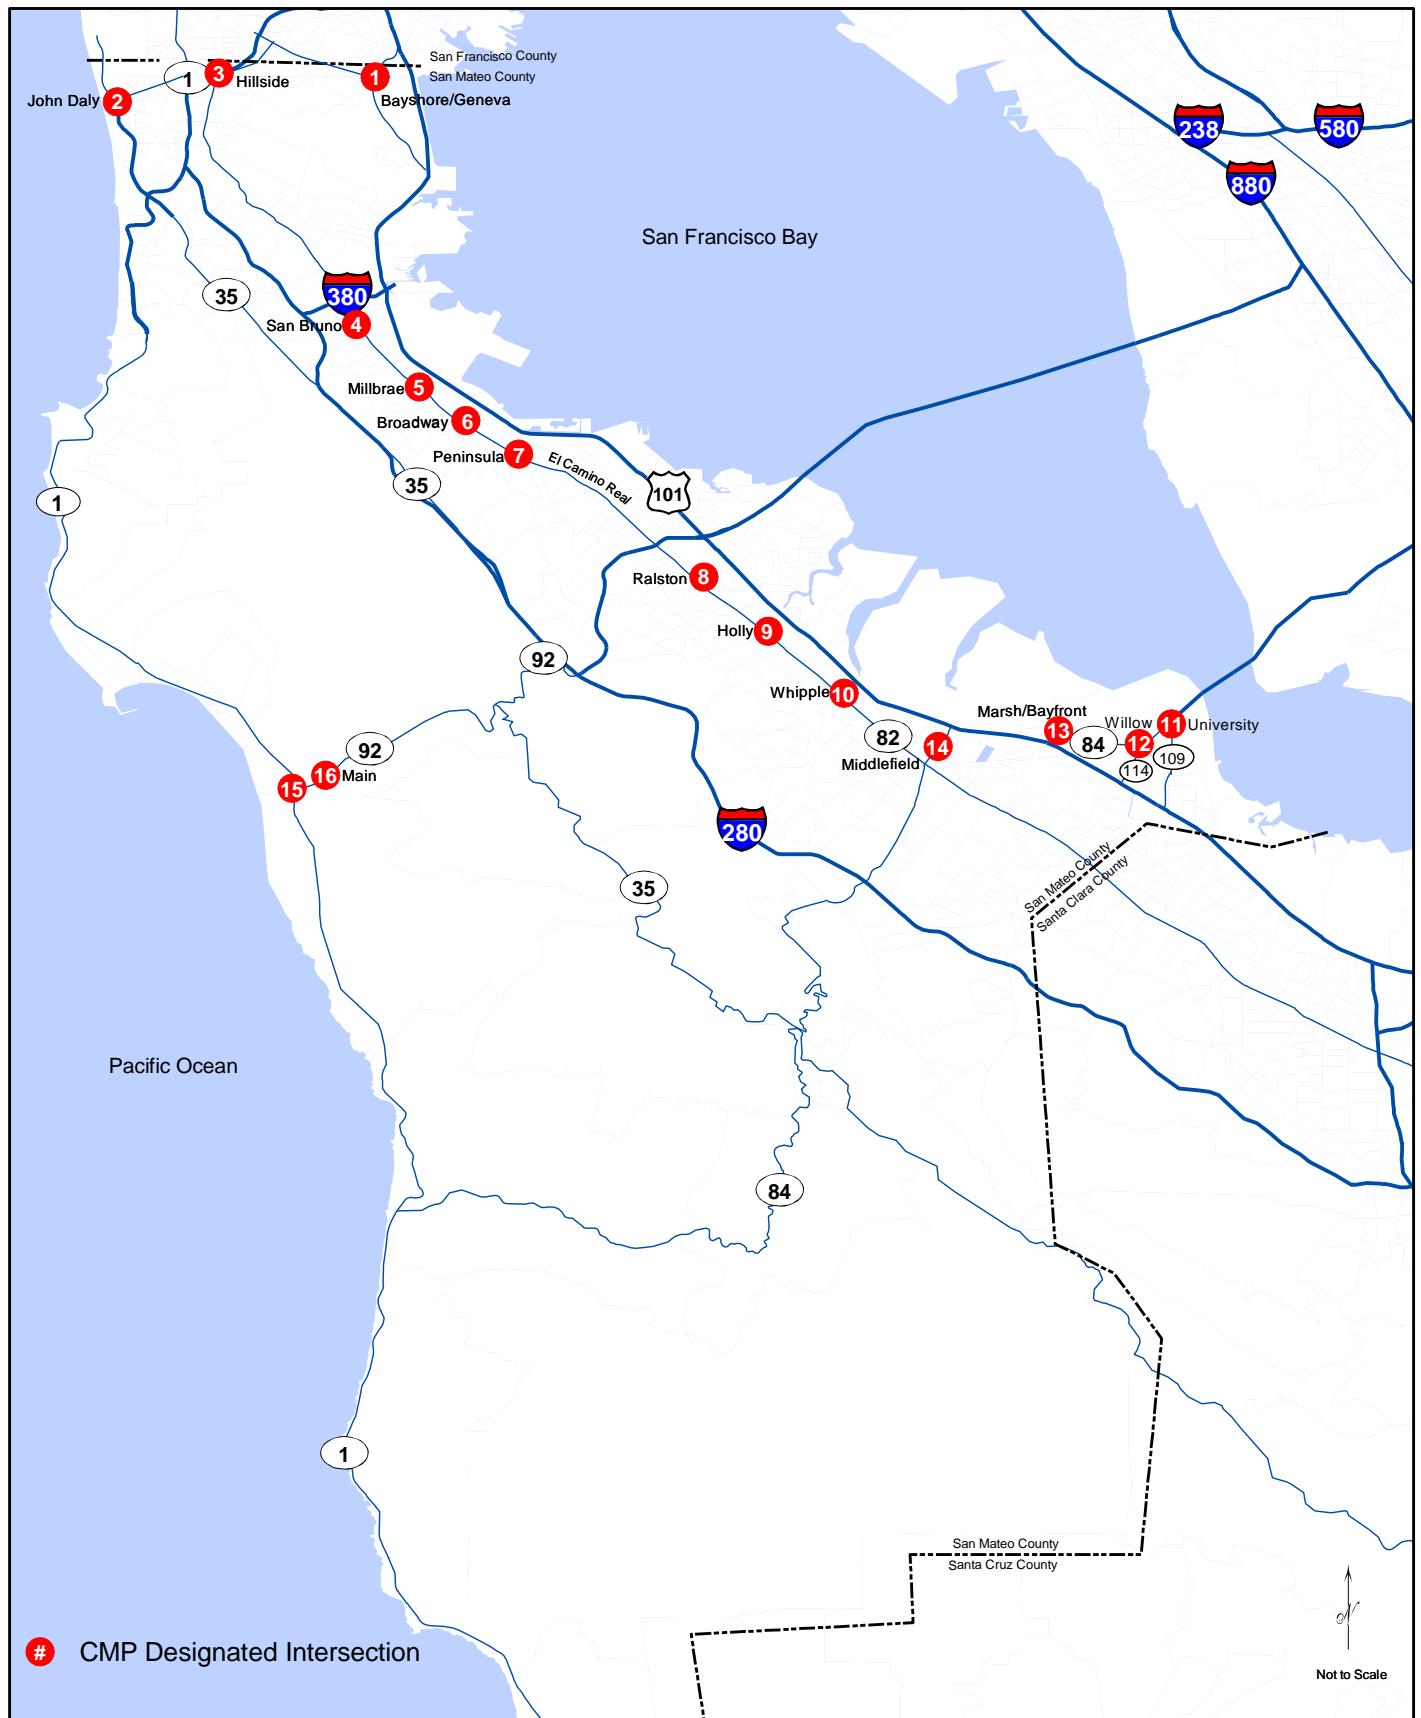 San Francisco County
San Mateo County
1
3
Hillside
1
Bayshore/Geneva
John Daly
2
238
580
880
San Francisco Bay
35
380
San Bruno
4
Millbrae
5
Broadway
6
Peninsula
7
El Camino Real
35
101
1
Ralston
8
Holly
9
92
Whipple
10
Marsh/Bayfront
13
84
Willow
12
11
University
82
14
Middlefield
114
109
92
16
Main
15
280
San Mateo County
Santa Clara County
35
Pacific Ocean
84
1
San Mateo County
Santa Cruz County
N
Not to Scale
# CMP Designated Intersection